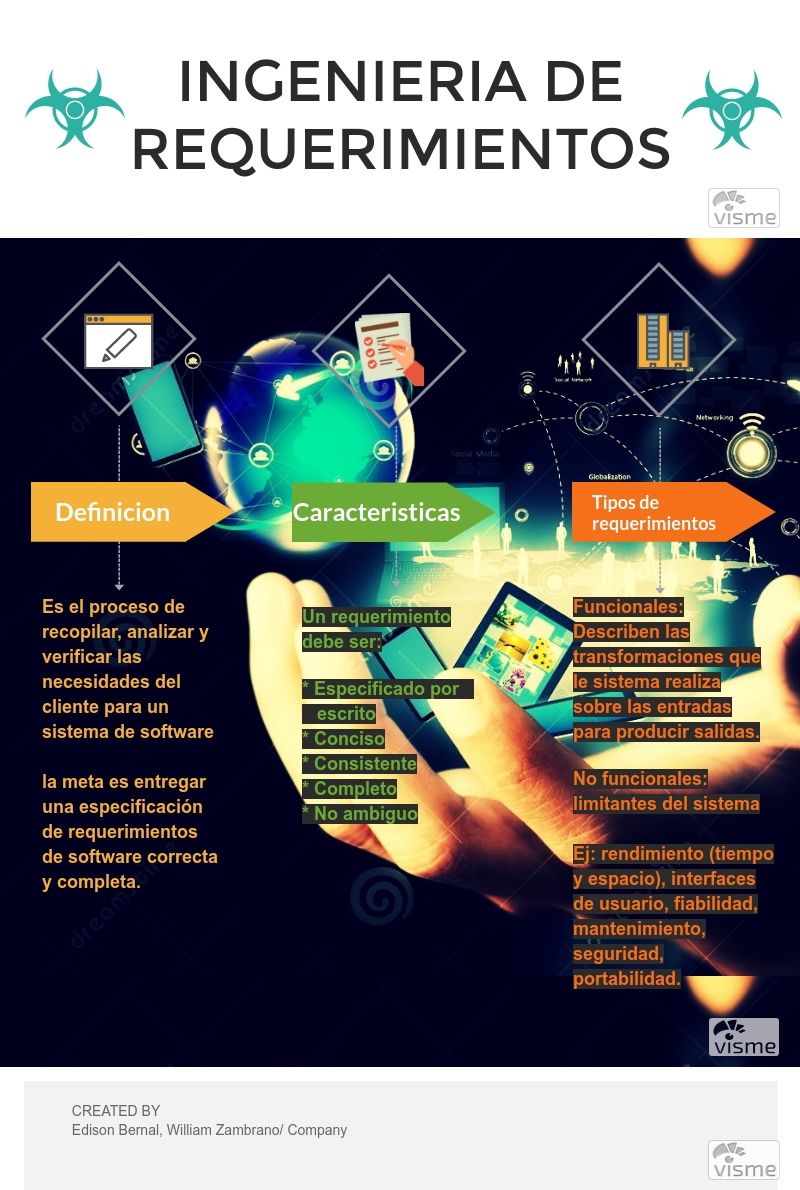 INGENIERIA DE
REQUERIMIENTOS
visme
Social Network
Networking
Social Media
Globalization
Definicion
Caracteristicas
Tipos de
requerimientos
Es el proceso de
recopilar, analizar y
verificar las
necesidades del
cliente para un
sistema de software
la meta es entregar
una especificación
de requerimientos
de software correcta
y completa.
Un requerimiento
debe ser:
* Especificado por
escrito
* Conciso
* Consistente
* Completo
* No ambiguo
Funcionales:
Describen las
transformaciones que
le sistema realiza
sobre las entradas
para producir salidas.
No funcionales:
limitantes del sistema
Ej: rendimiento (tiempo
y espacio), interfaces
de usuario, fiabilidad,
mantenimiento,
seguridad,
portabilidad.
visme
CREATED BY
Edison Bernal, William Zambrano/ Company
visme